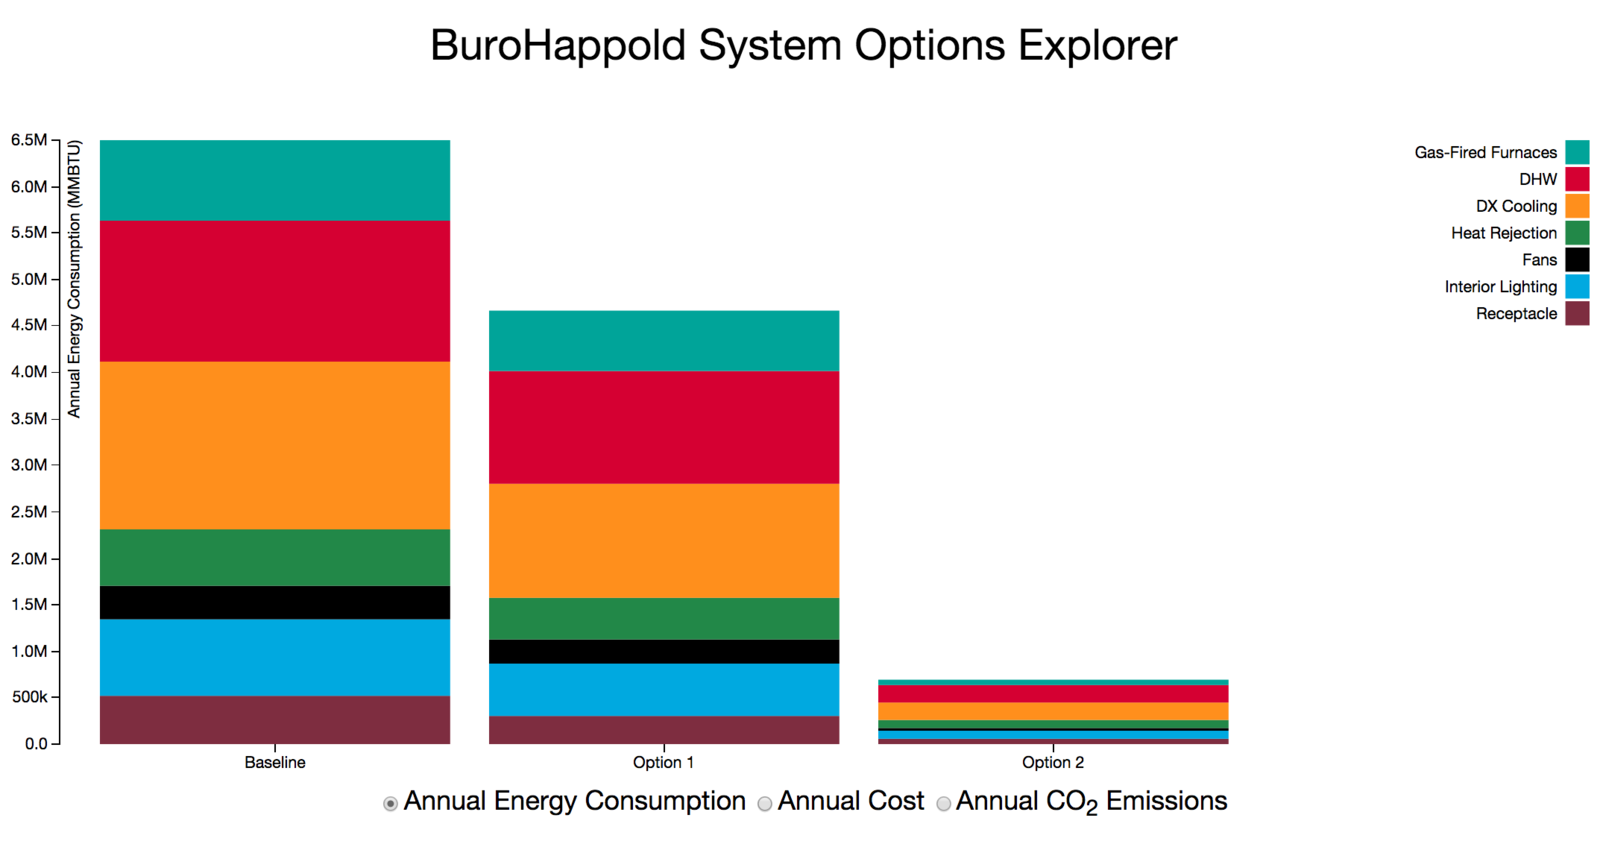 BuroHappold System Options Explorer
6.5M
6.0M
5.5M
5.0M
4.5M
4.0M
3.5M
3.0M
2.5M
2.0M
1.5M
1.0M
500k
0.0
Annual Energy Consumption (MMBTU)
Gas-Fired Furnaces
DHW
DX Cooling
Heat Rejection
Fans
Interior Lighting
Receptacle
Baseline
Option 1
Option 2
Annual Energy Consumption Annual Cost Annual CO2 Emissions